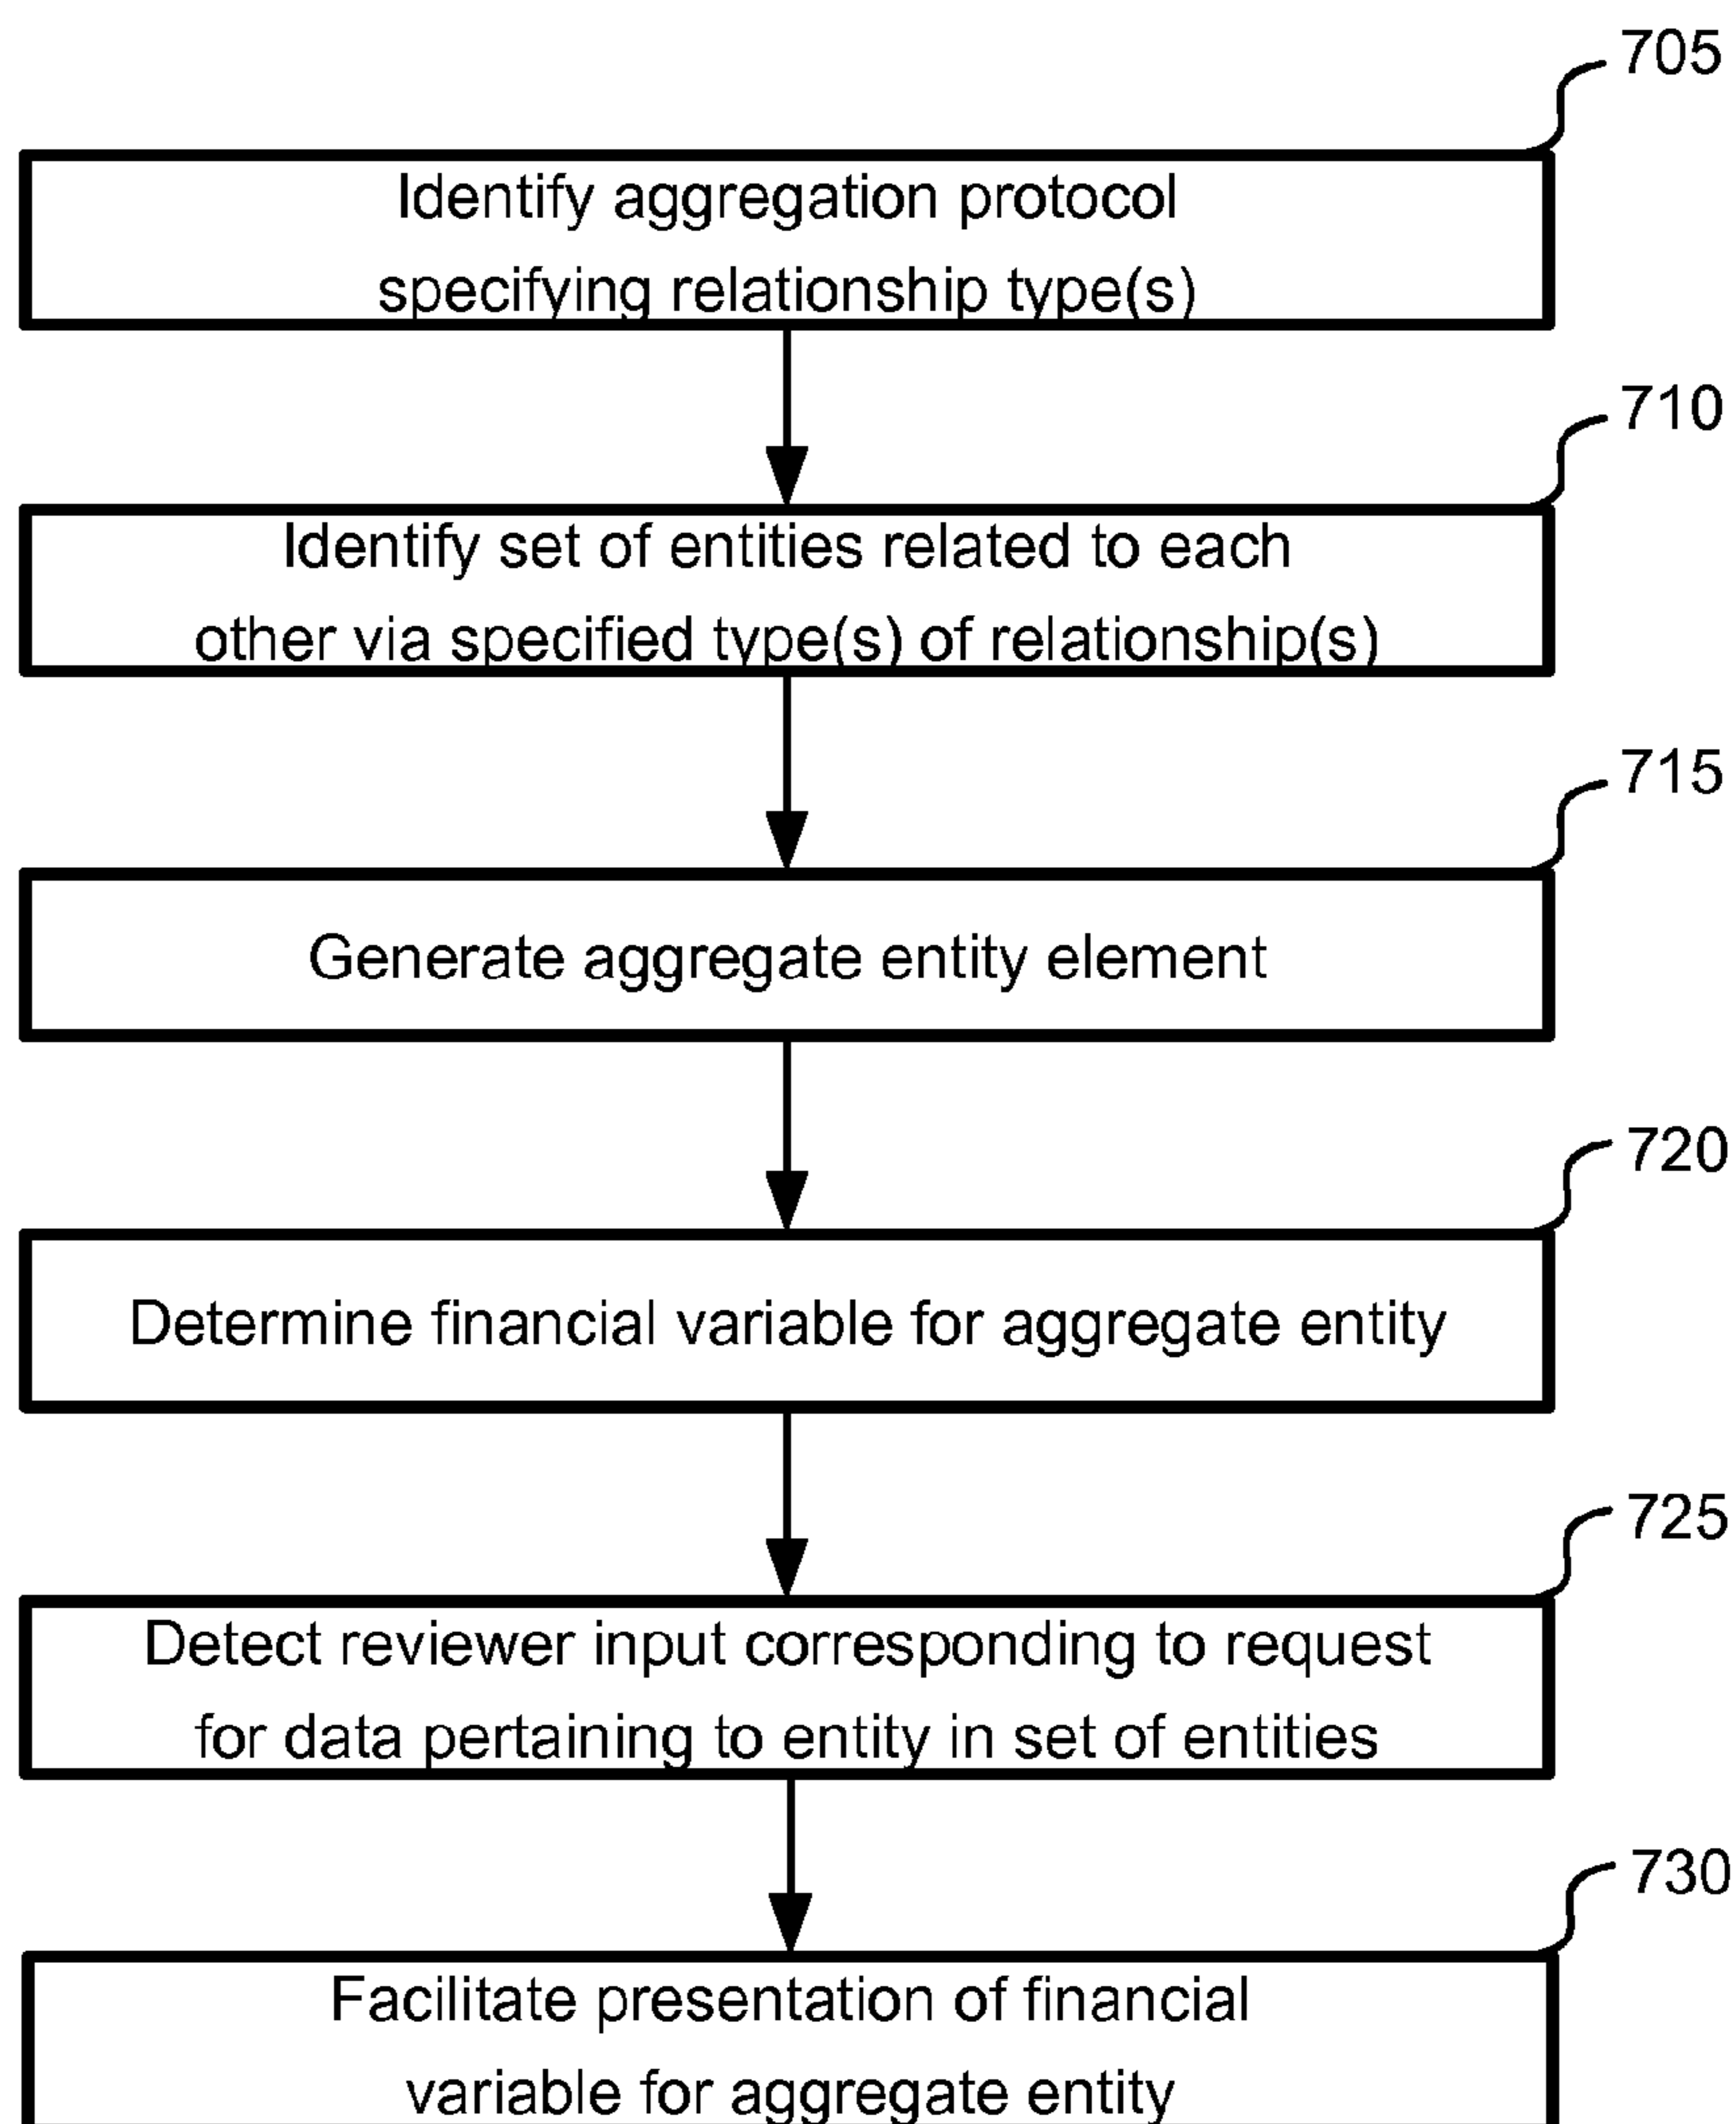 705
Identify aggregation protocol
specifying relationship type(s)
710
Identify set of entities related to each
other via specified type(s) of relationship(s)
715
Generate aggregate entity element
720
Determine financial variable for aggregate entity
725
Detect reviewer input corresponding to request
for data pertaining to entity in set of entities
730
Facilitate presentation of financial
variable for aggregate entity